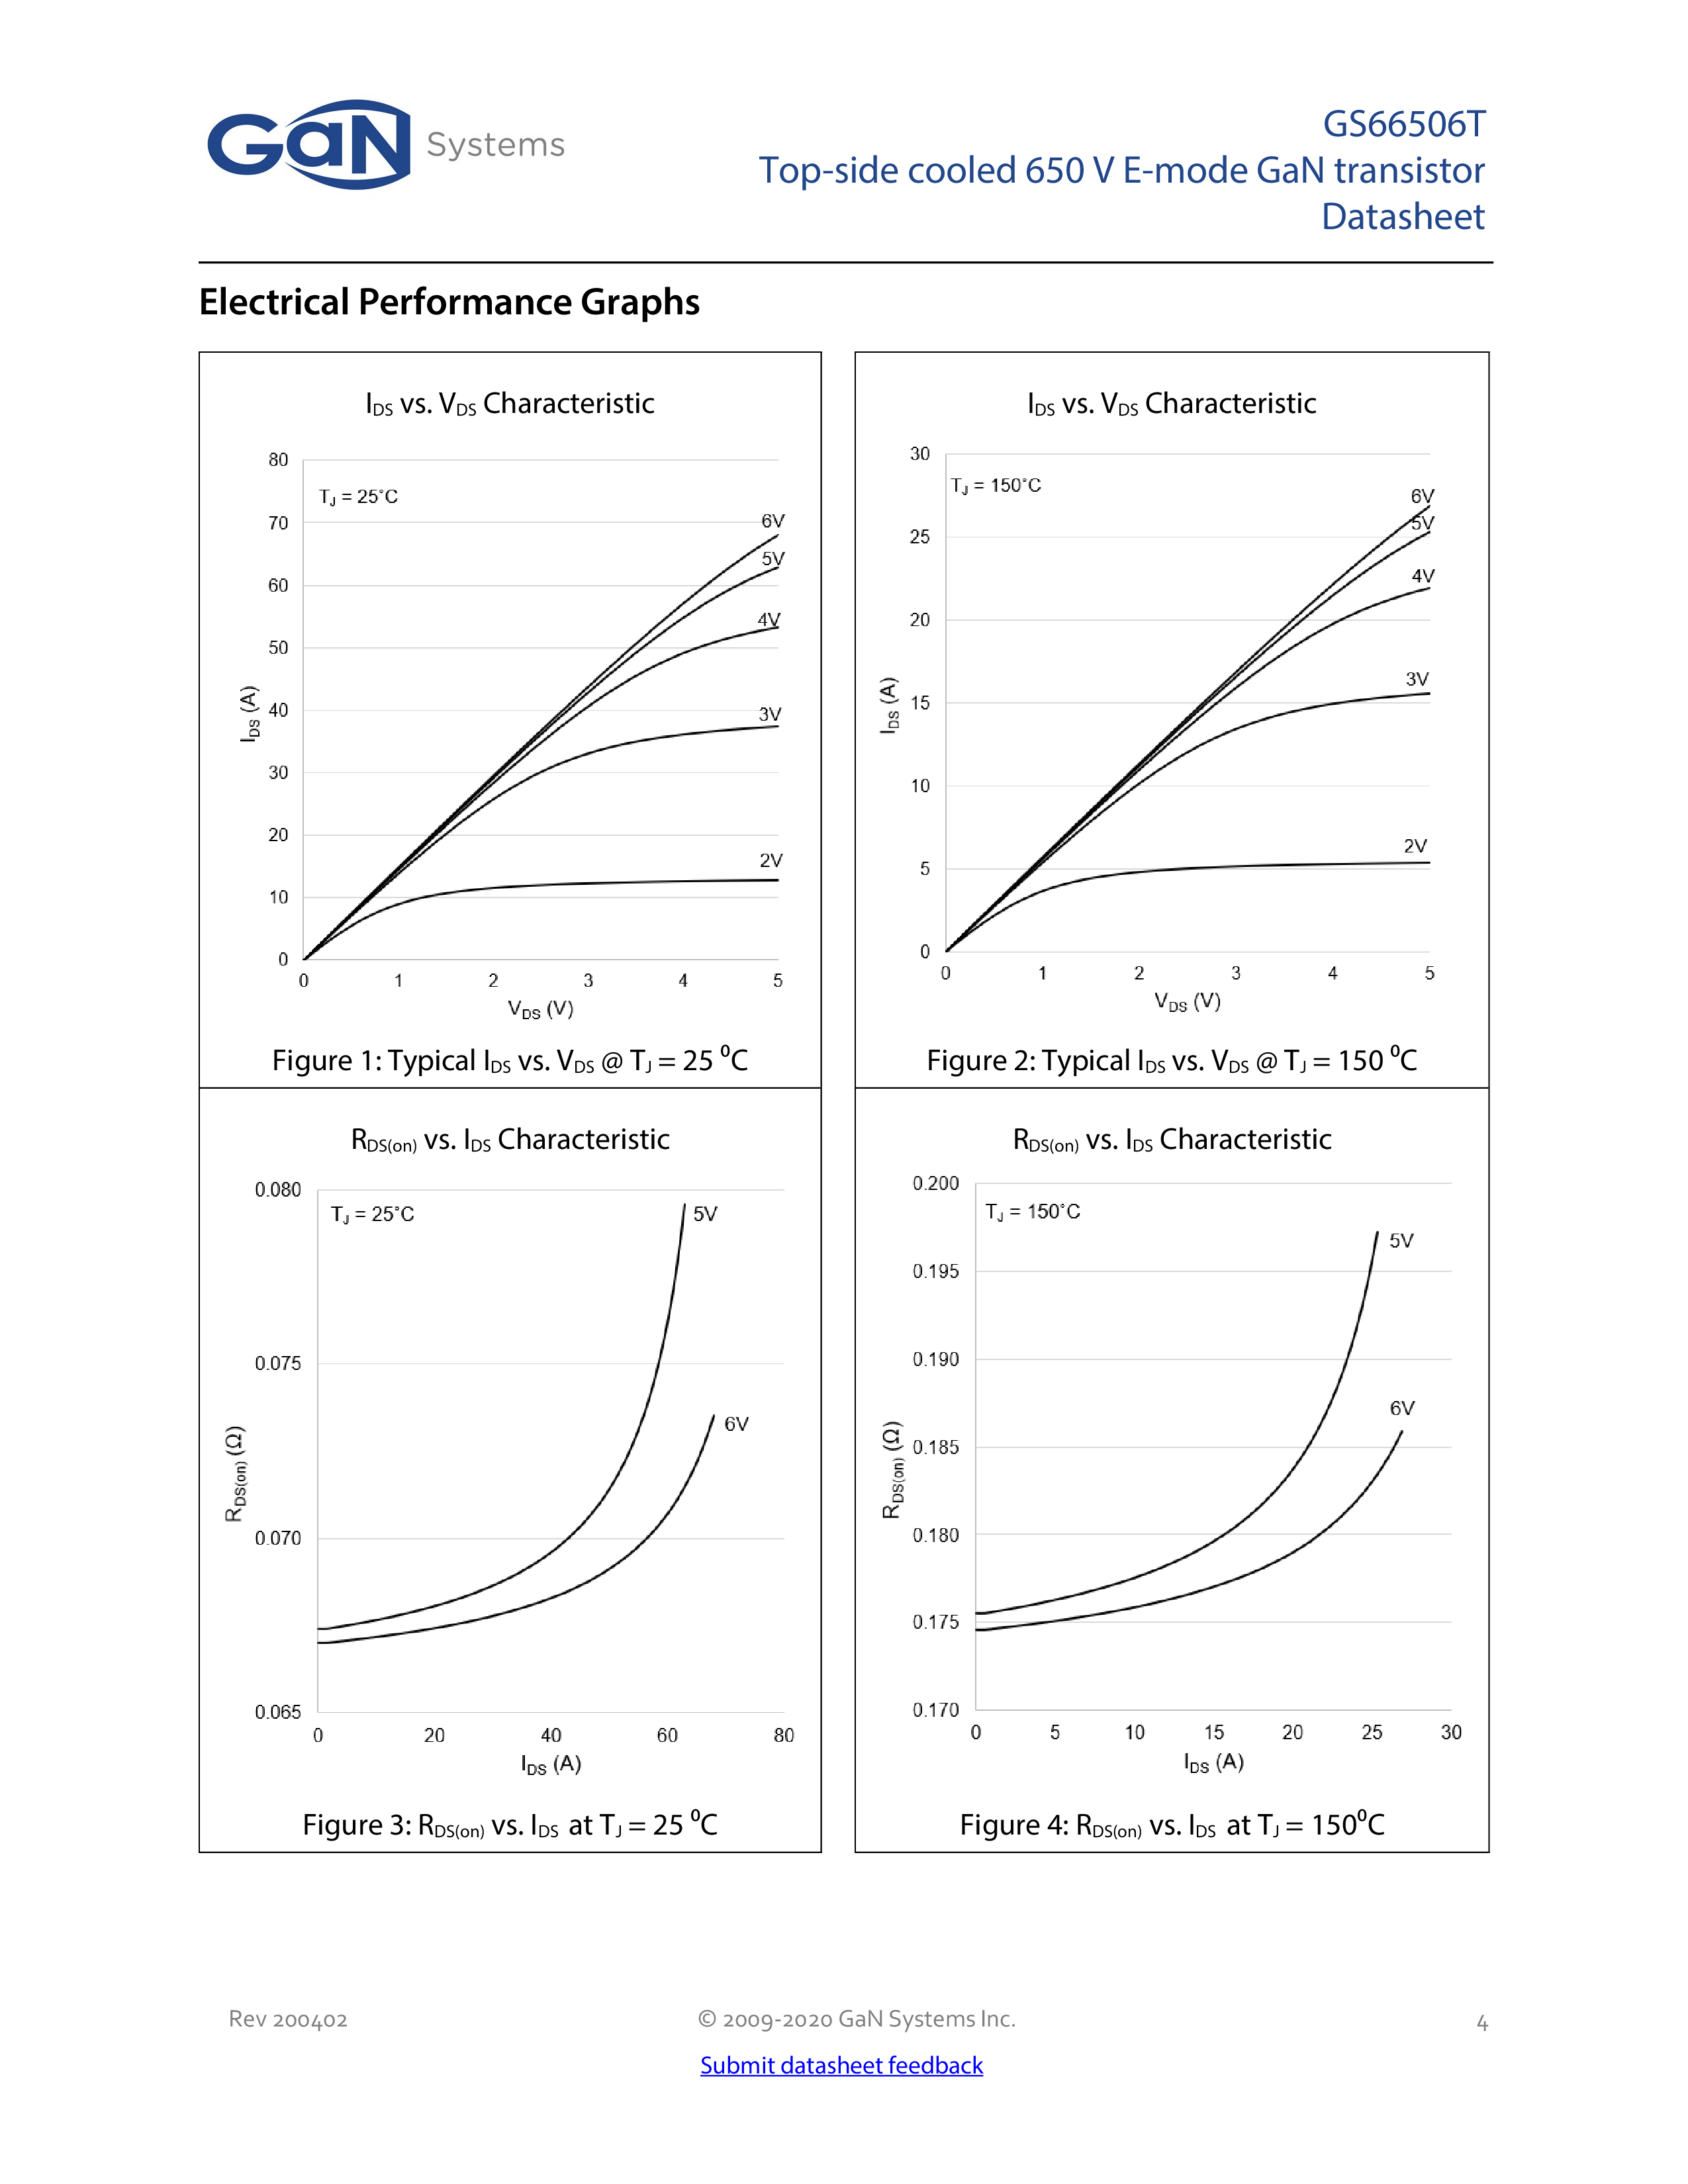 GaN Systems
GS66506T
Top-side cooled 650 V E-mode GaN transistor
Datasheet
Electrical Performance Graphs
IDS vs. VDS Characteristic
80
70
60
50
40
30
20
10
0
TJ = 25˚C
6V
5V
4V
3V
2V
IDS (A)
0 1 2 3 4 5
VDS (V)
Figure 1: Typical IDS vs. VDS @ TJ = 25 ⁰C
IDS vs. VDS Characteristic
30
25
20
15
10
5
0
TJ = 150˚C
6V
5V
4V
3V
2V
IDS (A)
0 1 2 3 4 5
VDS (V)
Figure 2: Typical IDS vs. VDS @ TJ = 150 ⁰C
RDS(on) vs. IDS Characteristic
0.080
0.075
0.070
0.065
TJ = 25˚C
5V
6V
RDS(on) (Ω)
0 20 40 60 80
IDS (A)
Figure 3: RDS(on) vs. IDS at TJ = 25 ⁰C
RDS(on) vs. IDS Characteristic
0.200
0.195
0.190
0.185
0.180
0.175
0.170
TJ = 150˚C
5V
6V
RDS(on) (Ω)
0 5 10 15 20 25 30
IDS (A)
Figure 4: RDS(on) vs. IDS at TJ = 150⁰C
Rev 200402 © 2009-2020 GaN Systems Inc. 4
Submit datasheet feedback